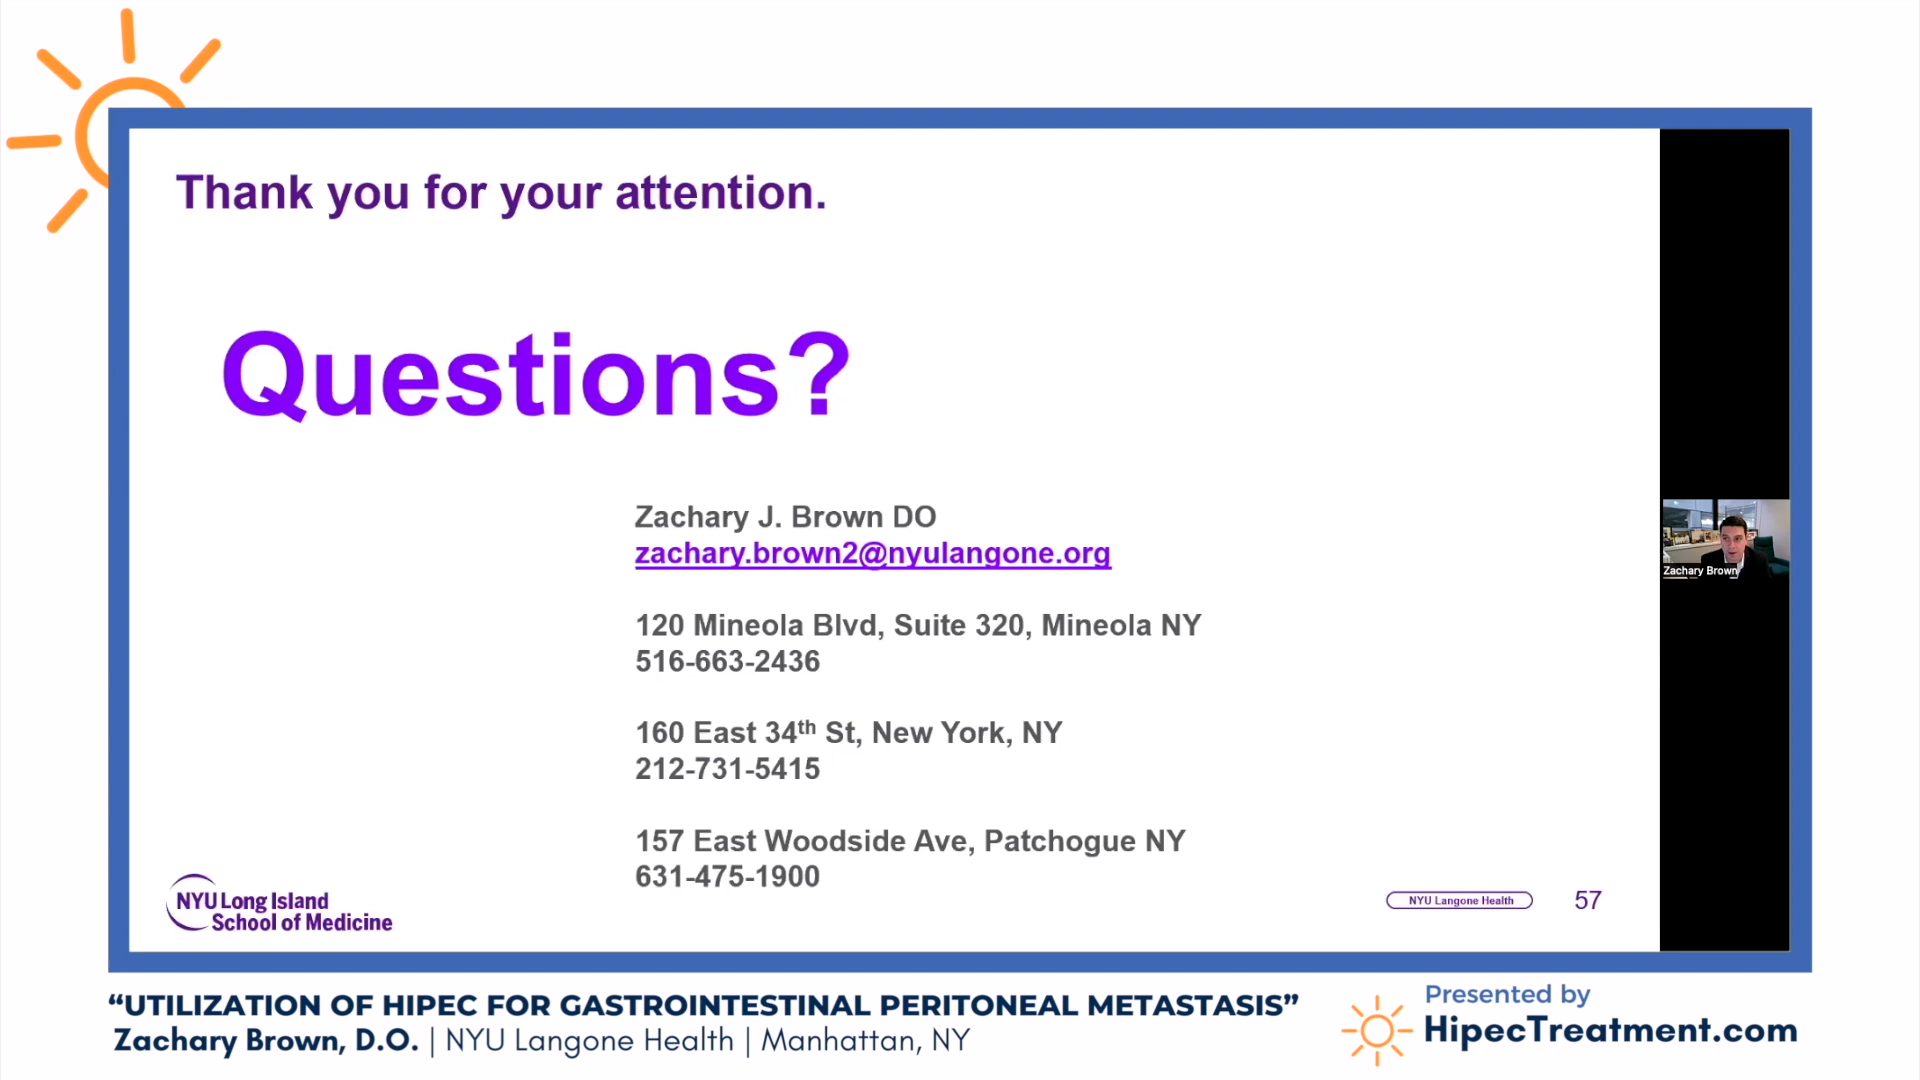 Thank you for your attention.
Questions?
Zachary J. Brown DO
zachary.brown2@nyulangone.org
120 Mineola Blvd, Suite 320, Mineola NY
516-663-2436
160 East 34th St, New York, NY
212-731-5415
157 East Woodside Ave, Patchogue NY
631-475-1900
NYU Long Island
School of Medicine
NYU Langone Health
57
Zachary Brown
“UTILIZATION OF HIPEC FOR GASTROINTESTINAL PERITONEAL METASTASIS”
Zachary Brown, D.O. | NYU Langone Health | Manhattan, NY
Presented by
HipecTreatment.com